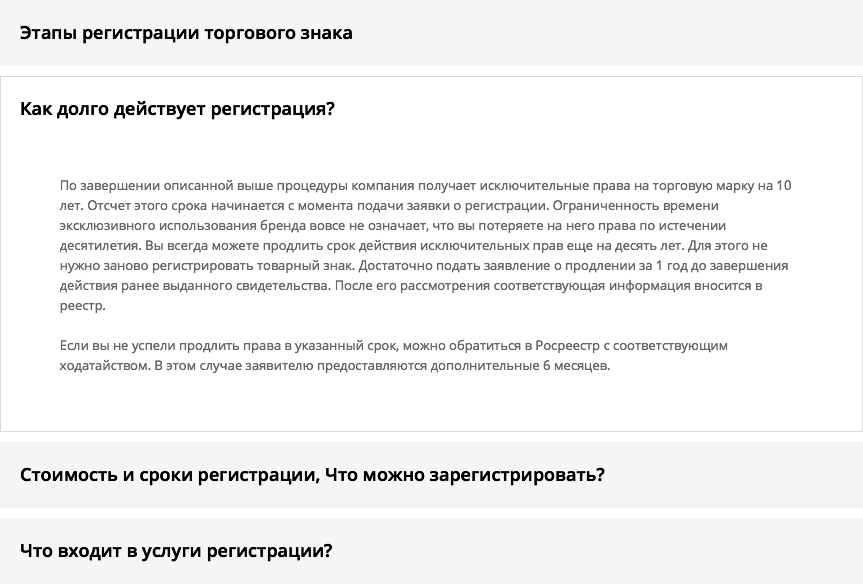 Этапы регистрации торгового знака
Как долго действует регистрация?
По завершении описанной выше процедуры компания получает исключительные права на торговую марку на 10
лет. Отсчет этого срока начинается с момента подачи заявки о регистрации. Ограниченность времени
эксклюзивного использования бренда вовсе не означает, что вы потеряете на него права по истечении
десятилетия. Вы всегда можете продлить срок действия исключительных прав еще на десять лет. Для этого не
нужно заново регистрировать товарный знак. Достаточно подать заявление о продлении за 1 год до завершения
действия ранее выданного свидетельства. После его рассмотрения соответствующая информация вносится в
реестр.
Если вы не успели продлить права в указанный срок, можно обратиться в Росреестр с соответствующим
ходатайством. В этом случае заявителю предоставляются дополнительные 6 месяцев.
Стоимость и сроки регистрации, Что можно зарегистрировать?
Что входит в услуги регистрации?